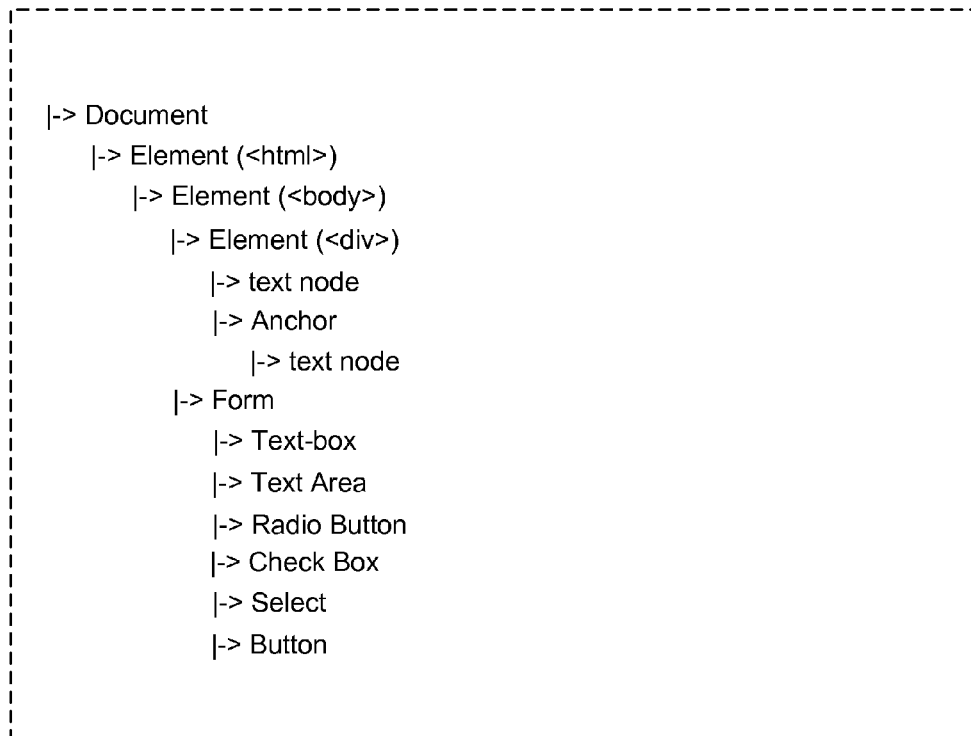 |-> Document
|-> Element (<html>)
|-> Element (<body>)
|-> Element (<div>)
|-> text node
|-> Anchor
|-> text node
|-> Form
|-> Text-box
|-> Text Area
|-> Radio Button
|-> Check Box
|-> Select
|-> Button